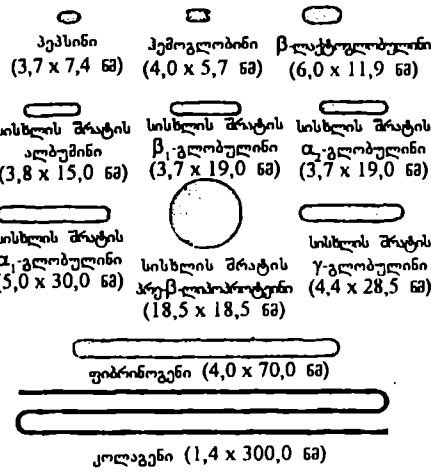 პეპსინი ჰემოგლობინი β-ლაქტოგლობულინი
(3,7 x 7,4 ნმ) (4,0 x 5,7 ნმ) (6,0 x 11,9 ნმ)
სისხლის შრატის სისხლის შრატის სისხლის შრატის
ალბუმინი β₁-გლობულინი α₂-გლობულინი
(3,8 x 15,0 ნმ) (3,7 x 19,0 ნმ) (3,7 x 19,0 ნმ)
სისხლის შრატის სისხლის შრატის სისხლის შრატის
α₁-გლობულინი პრე-β-ლიპოპროტეინი γ-გლობულინი
(5,0 x 30,0 ნმ) (18,5 x 18,5 ნმ) (4,4 x 28,5 ნმ)
ფიბრინოგენი (4,0 x 70,0 ნმ)
კოლაგენი (1,4 x 300,0 ნმ)